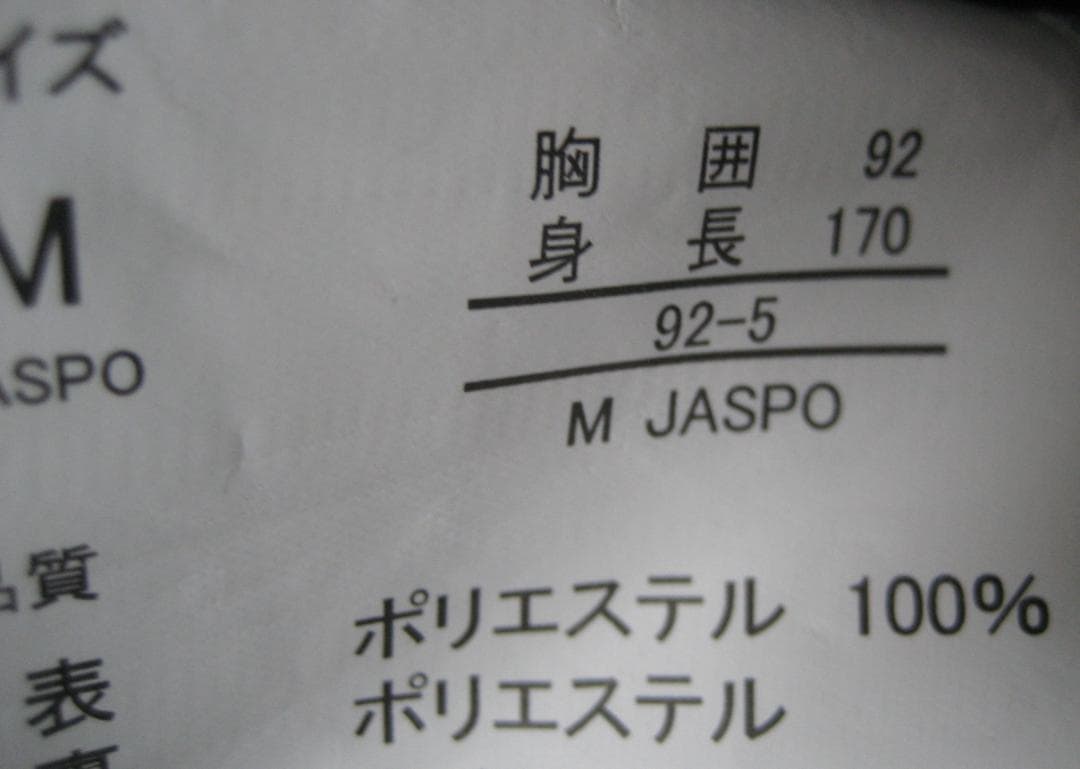 イズ
胸 囲 92
身 長 170
M
92-5
ASPO
M JASPO
品質
ポリエステル 100%
表
ポリエステル